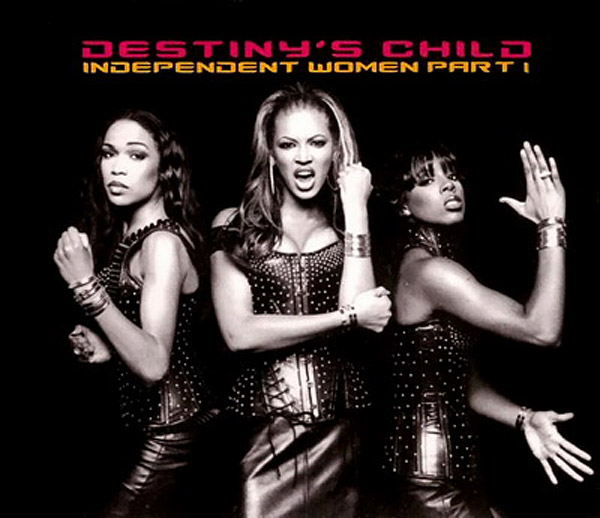 DESTINY'S CHILD
INDEPENDENT WOMEN PART I